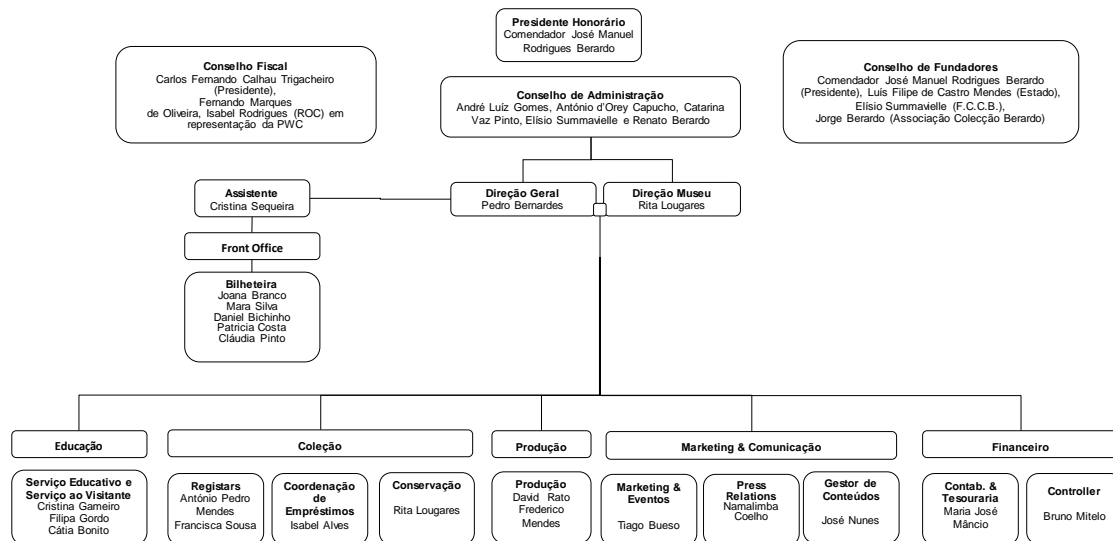 Presidente Honorário
Comendador José Manuel
Rodrigues Berardo
Conselho Fiscal
Carlos Fernando Calhau Trigacheiro
(Presidente),
Fernando Marques
de Oliveira, Isabel Rodrigues (ROC) em
representação da PWC
Conselho de Administração
André Luíz Gomes, António d'Orey Capucho, Catarina
Vaz Pinto, Elísio Summavielle e Renato Berardo
Conselho de Fundadores
Comendador José Manuel Rodrigues Berardo
(Presidente), Luís Filipe de Castro Mendes (Estado),
Elísio Summavielle (F.C.C.B.),
Jorge Berardo (Associação Colecção Berardo)
Assistente
Cristina Sequeira
Direção Geral
Pedro Bernardes
Direção Museu
Rita Lougares
Front Office
Bilheteira
Joana Branco
Mara Silva
Daniel Bichinho
Patricia Costa
Cláudia Pinto
Educação
Coleção
Produção
Marketing & Comunicação
Financeiro
Serviço Educativo e
Serviço ao Visitante
Cristina Gameiro
Filipa Gordo
Cátia Bonito
Registars
António Pedro
Mendes
Francisca Sousa
Coordenação
de
Empréstimos
Isabel Alves
Conservação
Rita Lougares
Produção
David Rato
Frederico
Mendes
Marketing &
Eventos
Tiago Bueso
Press
Relations
Namalimba
Coelho
Gestor de
Conteúdos
José Nunes
Contab. &
Tesouraria
Maria José
Mâncio
Controller
Bruno Mitelo